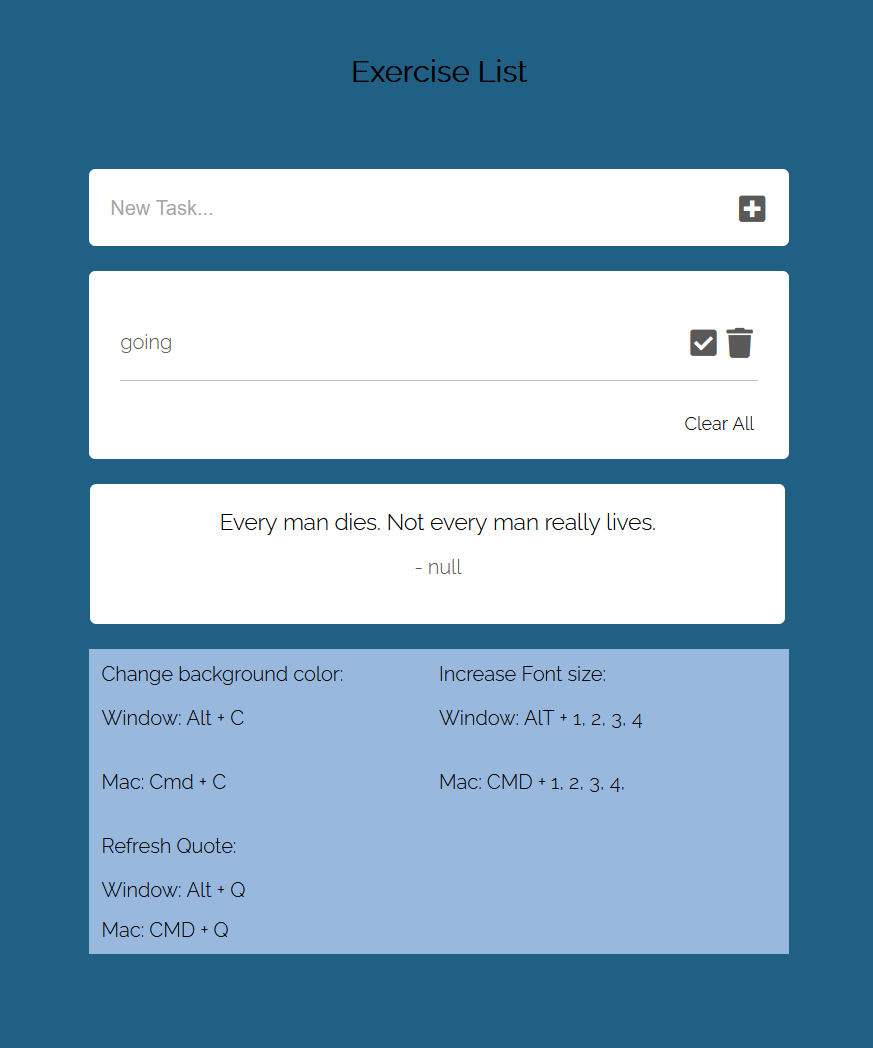 Exercise List
New Task...
going
Clear All
Every man dies. Not every man really lives.
- null
Change background color:
Window: Alt + C
Mac: Cmd + C
Increase Font size:
Window: AlT + 1, 2, 3, 4
Mac: CMD + 1, 2, 3, 4,
Refresh Quote:
Window: Alt + Q
Mac: CMD + Q